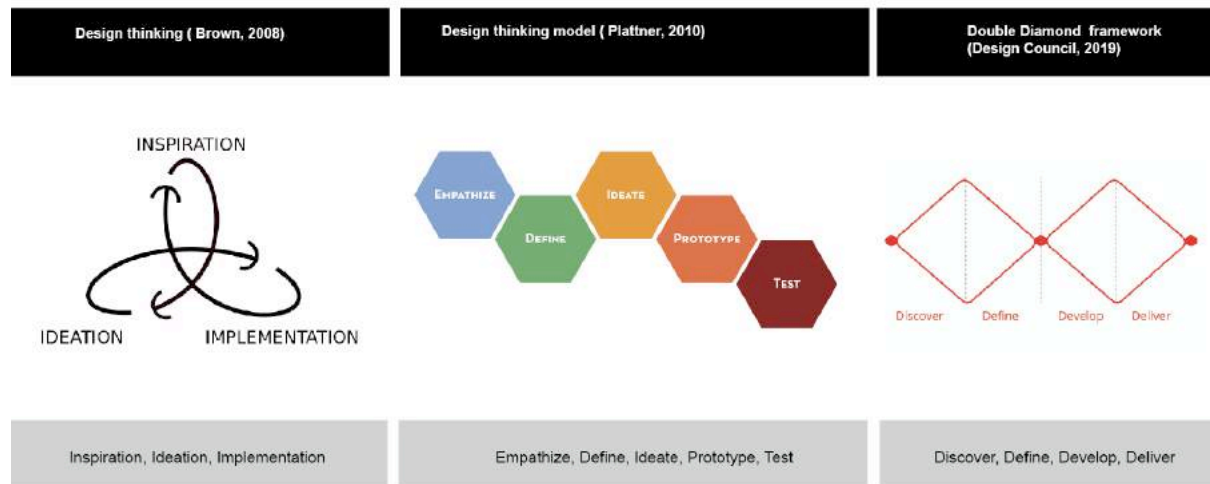 Design thinking ( Brown, 2008)
Design thinking model ( Plattner, 2010)
Double Diamond framework
(Design Council, 2019)
INSPIRATION
IDEATION
IMPLEMENTATION
EMPATHIZE
DEFINE
IDEATE
PROTOTYPE
TEST
Discover
Define
Develop
Deliver
Inspiration, Ideation, Implementation
Empathize, Define, Ideate, Prototype, Test
Discover, Define, Develop, Deliver